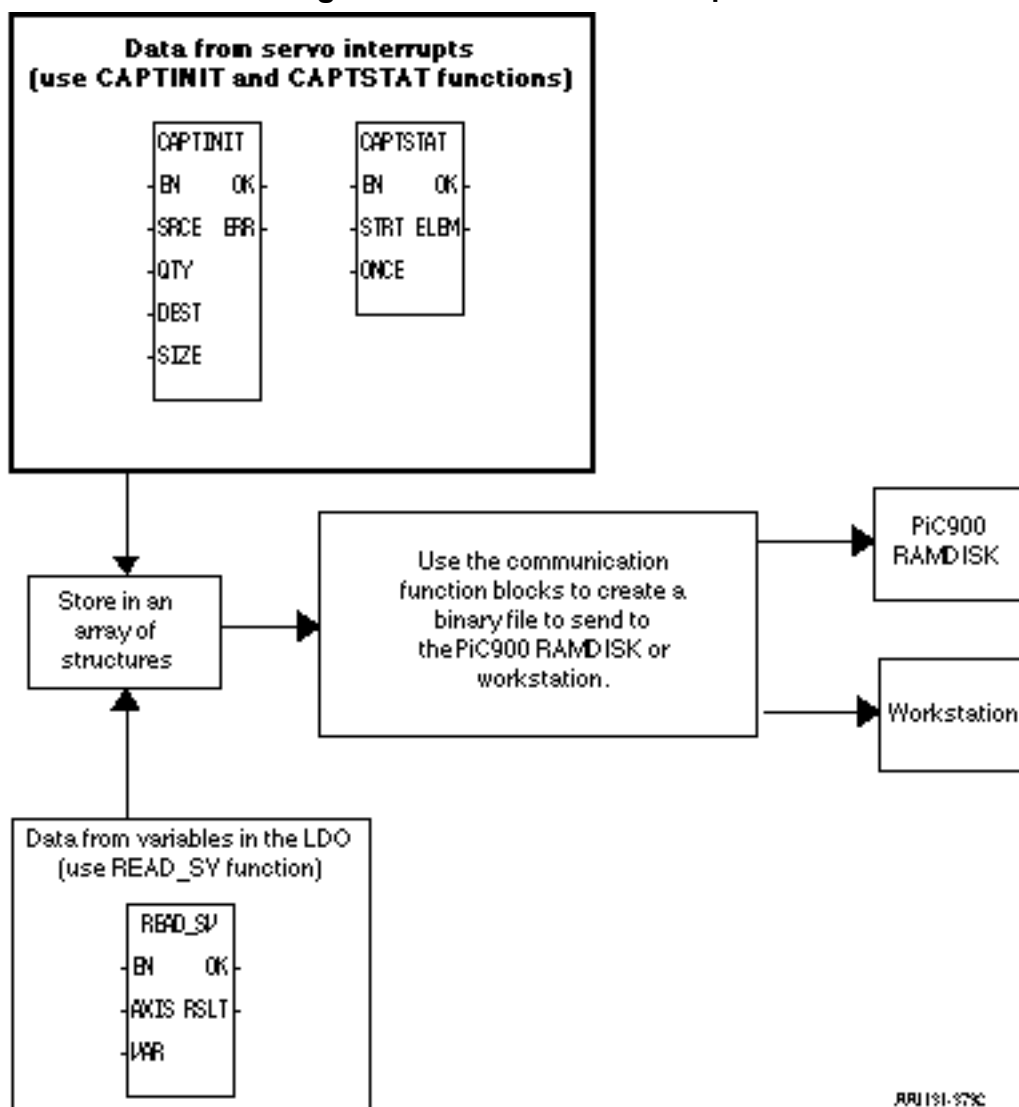 Data from servo interrupts
(use CAPTINIT and CAPTSTAT functions)
CAPTINIT
EN OK
SRCE ERR
QTY
DEST
SIZE
CAPTSTAT
EN OK
STRT ELEM
ONCE
Store in an
array of
structures
Use the communication
function blocks to create a
binary file to send to
the PiC900 RAMDISK or
workstation.
PiC900
RAMDISK
Workstation
Data from variables in the LDO
(use READ_SV function)
READ_SV
EN OK
AXIS RSLT
VAR